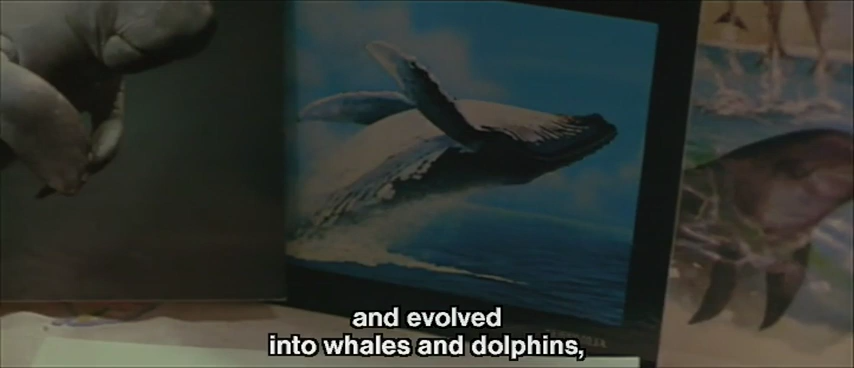 and evolved
into whales and dolphins,